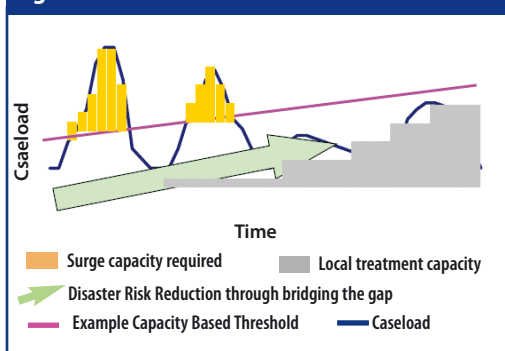 Csaeload
Time
Surge capacity required
Local treatment capacity
Disaster Risk Reduction through bridging the gap
Example Capacity Based Threshold
Caseload